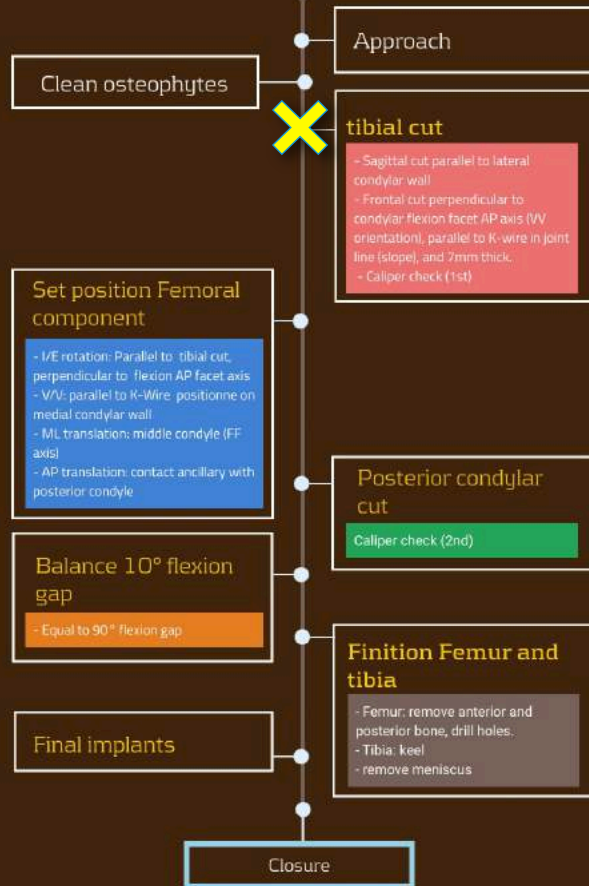 Approach
Clean osteophytes
tibial cut
- Sagittal cut parallel to lateral
condylar wall
- Frontal cut perpendicular to
condylar flexion facet AP axis (VV
orientation), parallel to K-wire in joint
line (slope), and 7mm thick.
- Caliper check (1st)
Set position Femoral
component
- I/E rotation: Parallel to tibial cut,
perpendicular to flexion AP facet axis
- V/V: parallel to K-Wire positionne on
medial condylar wall
- ML translation: middle condyle (FF
axis)
- AP translation: contact ancillary with
posterior condyle
Posterior condylar
cut
Caliper check (2nd)
Balance 10° flexion
gap
- Equal to 90° flexion gap
Finition Femur and
tibia
- Femur: remove anterior and
posterior bone, drill holes.
- Tibia: keel
- remove meniscus
Final implants
Closure